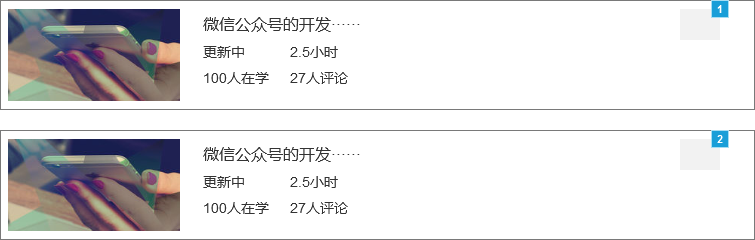 微信公众号的开发……
1
更新中 2.5小时
100人在学 27人评论
微信公众号的开发……
2
更新中 2.5小时
100人在学 27人评论